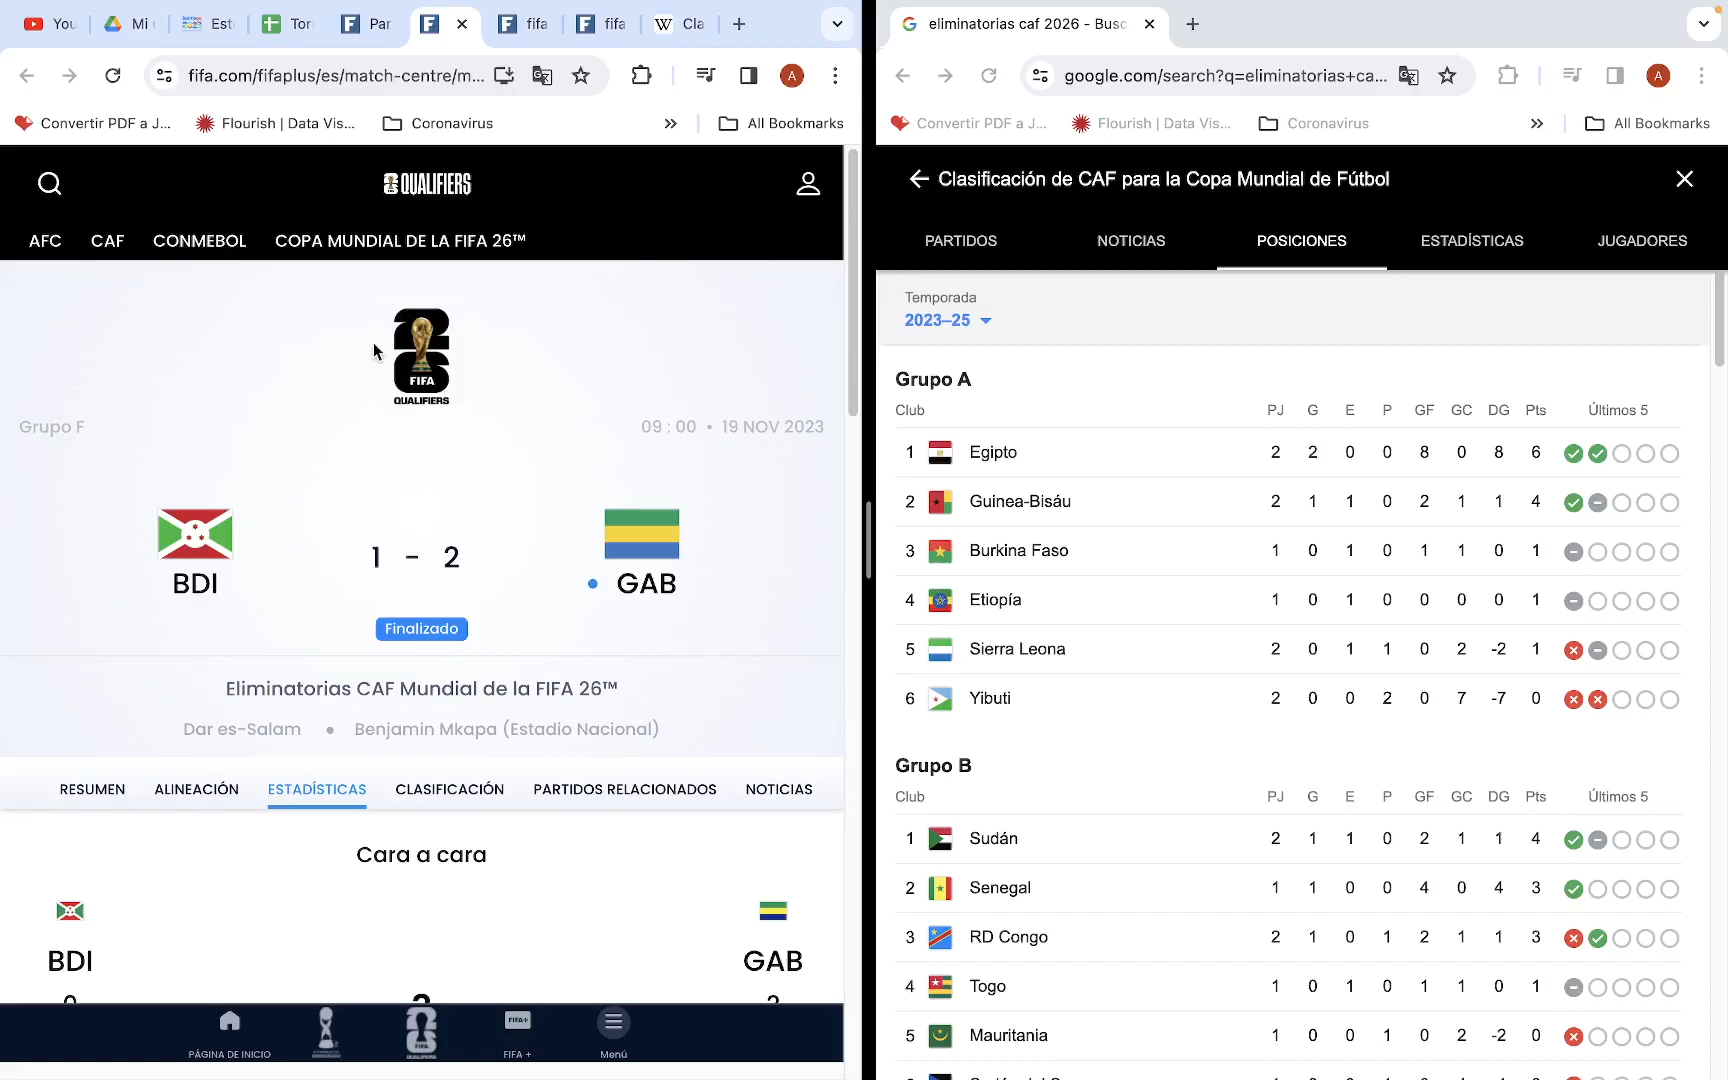 You
Mi
Est
Tor
Par
fifa
fifa
Cla
fifa.com/fifaplus/es/match-centre/m...
A
Convertir PDF a J...
Flourish | Data Vis...
Coronavirus
All Bookmarks
QUALIFIERS
AFC
CAF
CONMEBOL
COPA MUNDIAL DE LA FIFA 26™
FIFA
QUALIFIERS
Grupo F
09 : 00 • 19 NOV 2023
BDI
1 - 2
GAB
Finalizado
Eliminatorias CAF Mundial de la FIFA 26™
Dar es-Salam • Benjamin Mkapa (Estadio Nacional)
RESUMEN
ALINEACIÓN
ESTADÍSTICAS
CLASIFICACIÓN
PARTIDOS RELACIONADOS
NOTICIAS
Cara a cara
BDI
GAB
PÁGINA DE INICIO
FIFA+
FIFA +
Menú
eliminatorias caf 2026 - Busc
google.com/search?q=eliminatorias+ca...
A
Convertir PDF a J...
Flourish | Data Vis...
Coronavirus
All Bookmarks
Clasificación de CAF para la Copa Mundial de Fútbol
PARTIDOS
NOTICIAS
POSICIONES
ESTADÍSTICAS
JUGADORES
Temporada
2023–25
Grupo A
Club PJ G E P GF GC DG Pts Últimos 5
1 Egipto 2 2 0 0 8 0 8 6
2 Guinea-Bisáu 2 1 1 0 2 1 1 4
3 Burkina Faso 1 0 1 0 1 1 0 1
4 Etiopía 1 0 1 0 0 0 0 1
5 Sierra Leona 2 0 1 1 0 2 -2 1
6 Yibuti 2 0 0 2 0 7 -7 0
Grupo B
Club PJ G E P GF GC DG Pts Últimos 5
1 Sudán 2 1 1 0 2 1 1 4
2 Senegal 1 1 0 0 4 0 4 3
3 RD Congo 2 1 0 1 2 1 1 3
4 Togo 1 0 1 0 1 1 0 1
5 Mauritania 1 0 0 1 0 2 -2 0